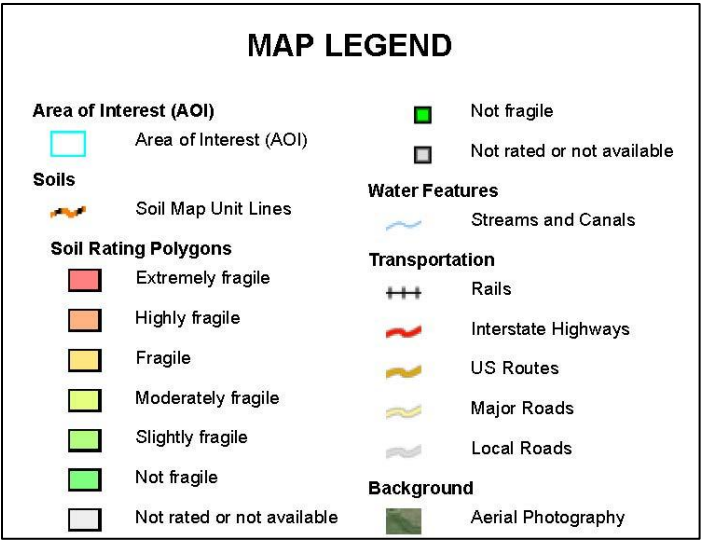 MAP LEGEND
Area of Interest (AOI)
Area of Interest (AOI)
Soils
Soil Map Unit Lines
Soil Rating Polygons
Extremely fragile
Highly fragile
Fragile
Moderately fragile
Slightly fragile
Not fragile
Not rated or not available
Not fragile
Not rated or not available
Water Features
Streams and Canals
Transportation
Rails
Interstate Highways
US Routes
Major Roads
Local Roads
Background
Aerial Photography